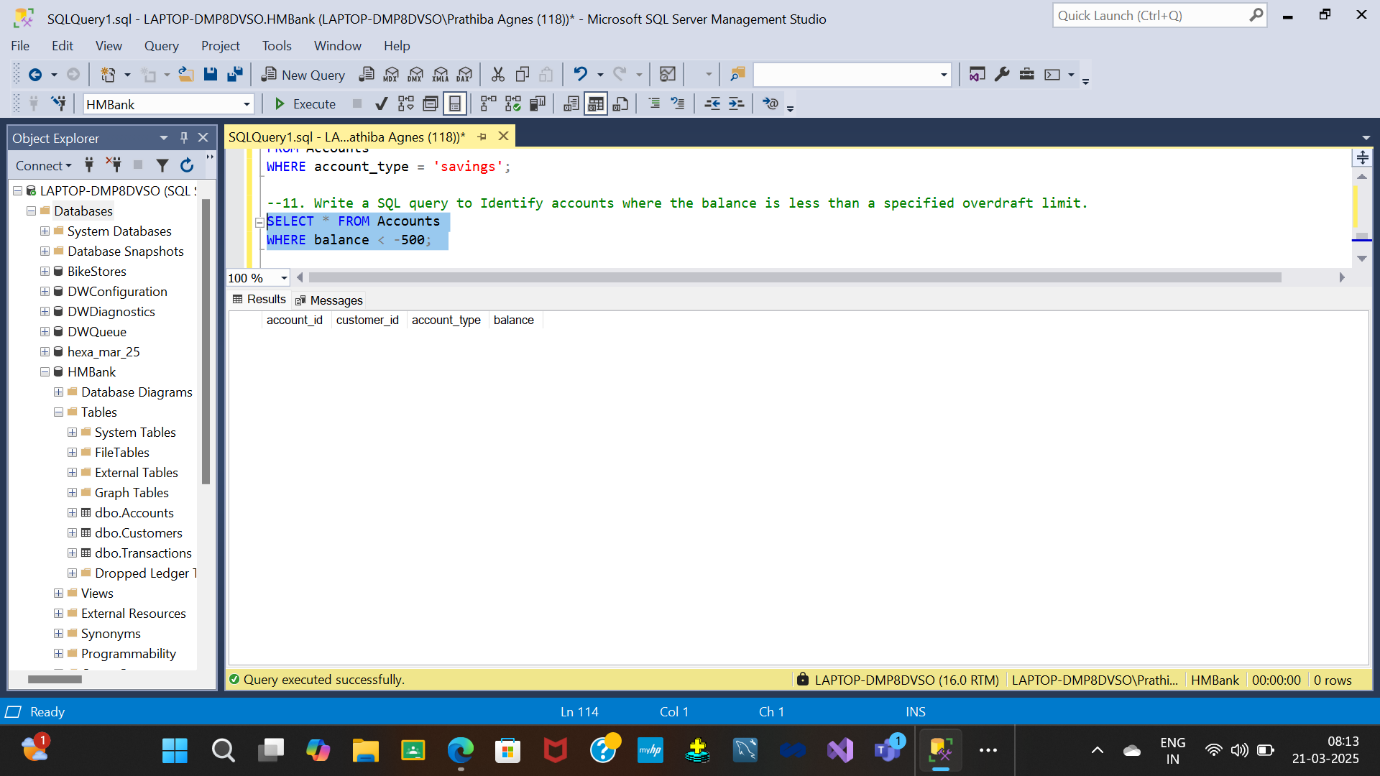 SQLQuery1.sql - LAPTOP-DMP8DVSO.HMBank (LAPTOP-DMP8DVSO\Prathiba Agnes (118))* - Microsoft SQL Server Management Studio
Quick Launch (Ctrl+Q)
File Edit View Query Project Tools Window Help
New Query MDX DMX XMLA DAX
HMBank Execute
Object Explorer
SQLQuery1.sql - LA...athiba Agnes (118))*
Connect
LAPTOP-DMP8DVSO (SQL
Databases
System Databases
Database Snapshots
BikeStores
DWConfiguration
DWDiagnostics
DWQueue
hexa_mar_25
HMBank
Database Diagrams
Tables
System Tables
FileTables
External Tables
Graph Tables
dbo.Accounts
dbo.Customers
dbo.Transactions
Dropped Ledger
Views
External Resources
Synonyms
Programmability
FROM Accounts
WHERE account_type = 'savings';
--11. Write a SQL query to Identify accounts where the balance is less than a specified overdraft limit.
SELECT * FROM Accounts
WHERE balance < -500;
100 %
Results Messages
account_id customer_id account_type balance
Query executed successfully.
LAPTOP-DMP8DVSO (16.0 RTM) LAPTOP-DMP8DVSO\Prathi... HMBank 00:00:00 0 rows
Ready Ln 114 Col 1 Ch 1 INS
1
myhp
1
ENG
IN
08:13
21-03-2025